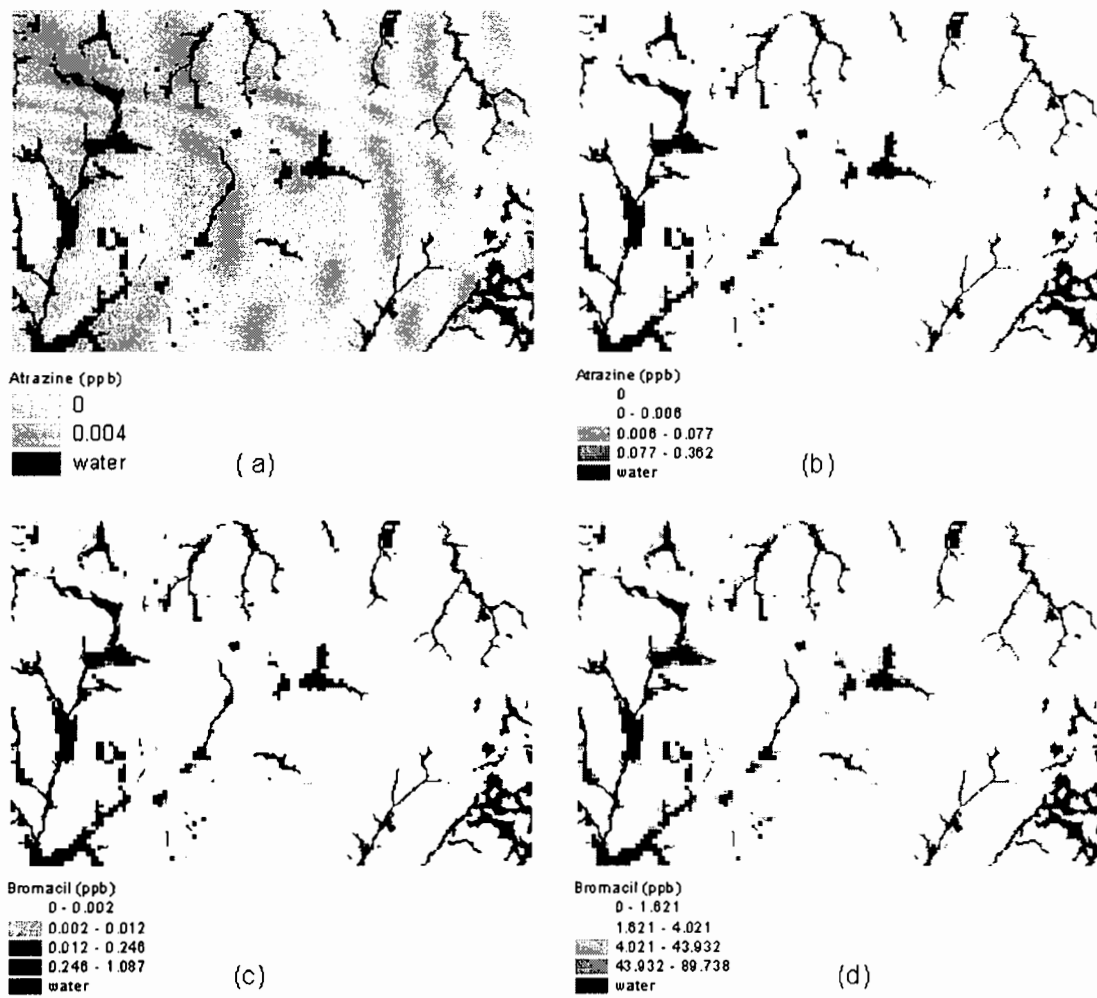 Atrazine (ppb)
0
0.004
water
(a)
Atrazine (ppb)
0
0 - 0.006
0.006 - 0.077
0.077 - 0.362
water
(b)
Bromacil (ppb)
0 - 0.002
0.002 - 0.012
0.012 - 0.246
0.246 - 1.087
water
(c)
Bromacil (ppb)
0 - 1.621
1.621 - 4.021
4.021 - 43.932
43.932 - 89.738
water
(d)